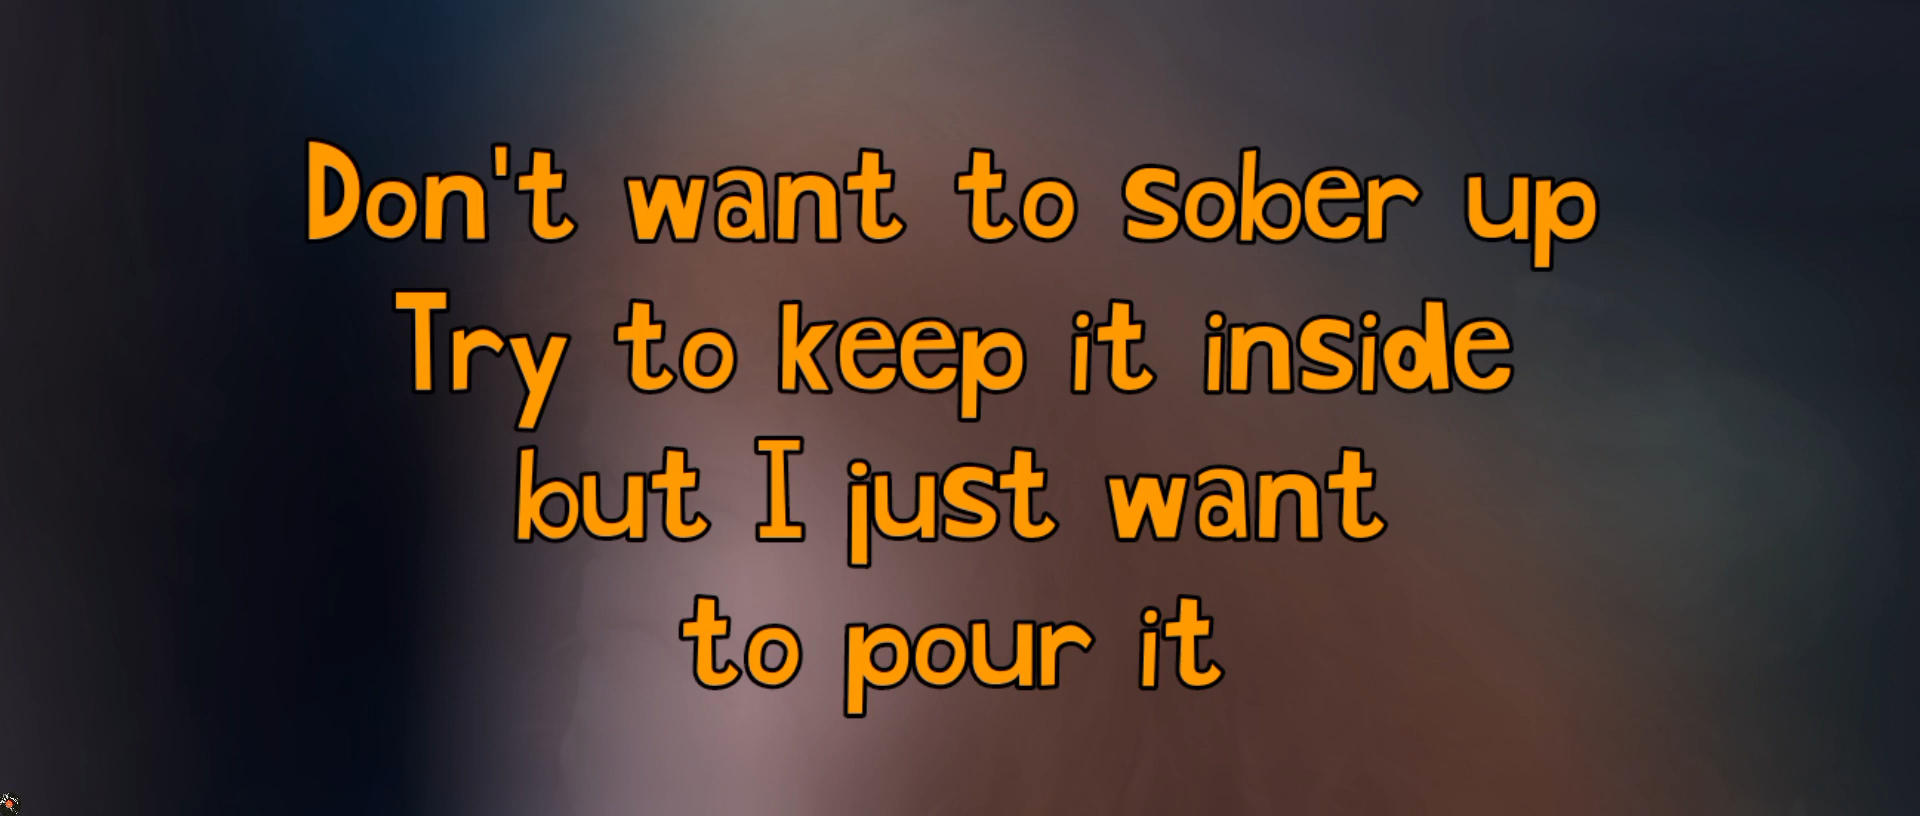 Don't want to sober up
Try to keep it inside
but I just want
to pour it